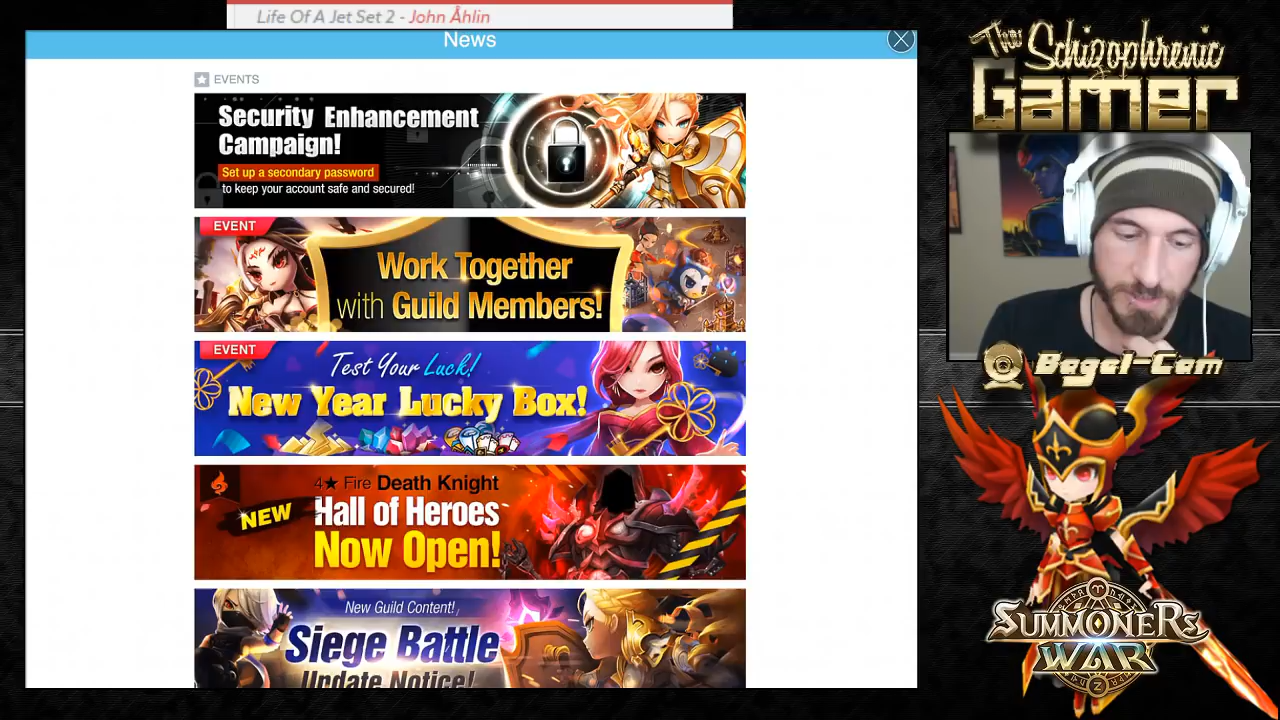 Life Of A Jet Set 2 - John Åhlin
News
EVENTS
Security Enhancement
Campaign!
Set up a secondary password
to keep your account safe and secured!
EVENT
Work Together
with Guild Members!
EVENT
Test Your Luck!
New Year Lucky Box!
4★ Fire Death Knight
NEW
Hall of Heroes
Now Open!
New Guild Content!
Siege Battle
Update Notice!
The Schizophrenic
Gamer
Bagel-Cam
SUMMONERS
WAR